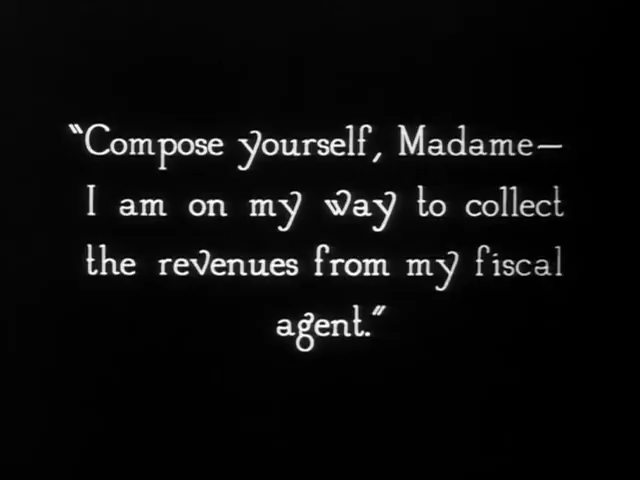 “Compose yourself, Madame—
I am on my way to collect
the revenues from my fiscal
agent.”